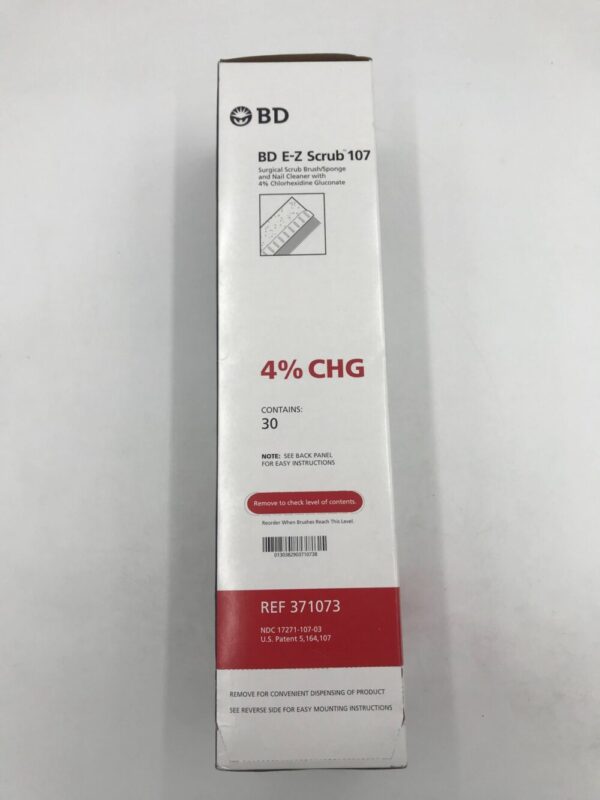 BD
BD E-Z Scrub™ 107
Surgical Scrub Brush/Sponge
and Nail Cleaner with
4% Chlorhexidine Gluconate
4% CHG
CONTAINS:
30
NOTE: SEE BACK PANEL
FOR EASY INSTRUCTIONS
Remove to check level of contents.
Reorder When Brushes Reach This Level.
0130382903710738
REF 371073
NDC 17271-107-03
U.S. Patent 5,164,107
REMOVE FOR CONVENIENT DISPENSING OF PRODUCT
SEE REVERSE SIDE FOR EASY MOUNTING INSTRUCTIONS